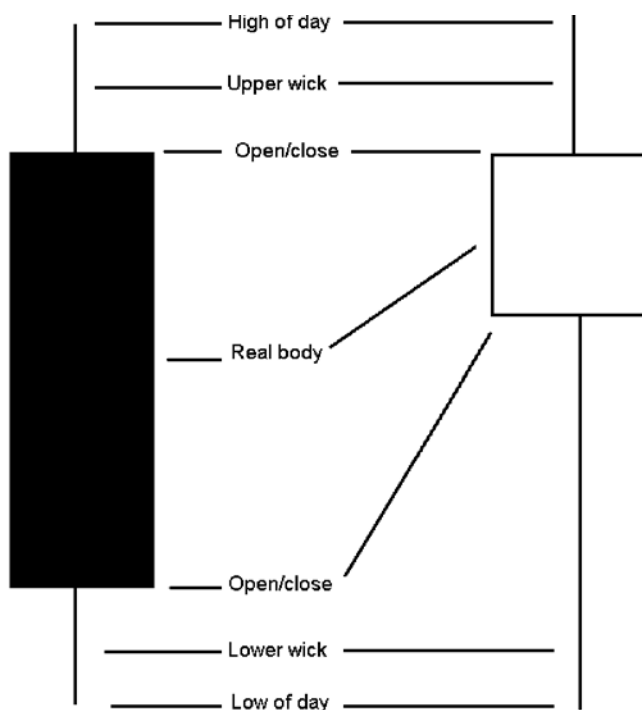 High of day
Upper wick
Open/close
Real body
Open/close
Lower wick
Low of day